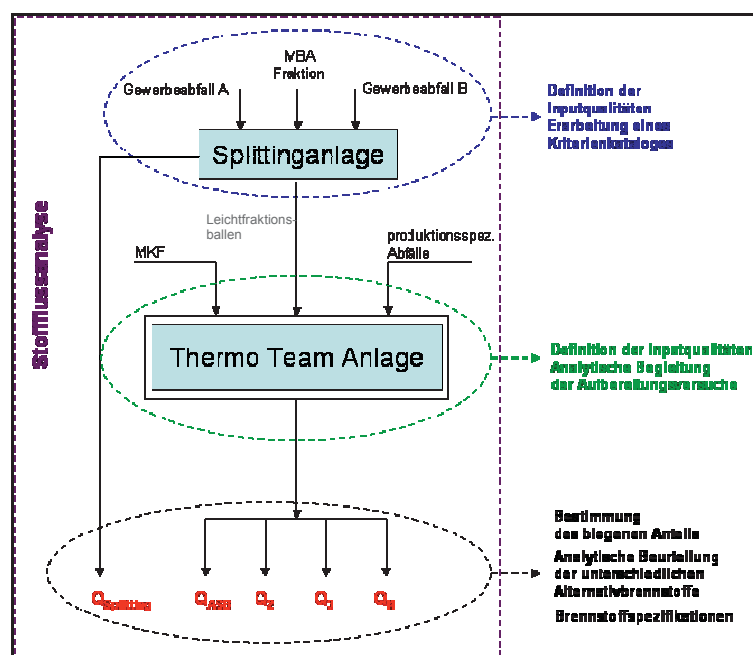 MBA
Fraktion
Gewerbeabfall A
Gewerbeabfall B
Splittinganlage
Definition der
Inputqualitäten
Erarbeitung eines
Kriterienkataloges
Stoffflussanalyse
Leichtfraktions-
ballen
MKF
produktionsspez.
Abfälle
Thermo Team Anlage
Definition der Inputqualitäten
Analytische Begleitung
der Aufbereitungsversuche
Bestimmung
des biogenen Anteils
Analytische Beurteilung
der unterschiedlichen
Alternativbrennstoffe
Brennstoffspezifikationen
Q Splitting
Q
Q
Q
Q